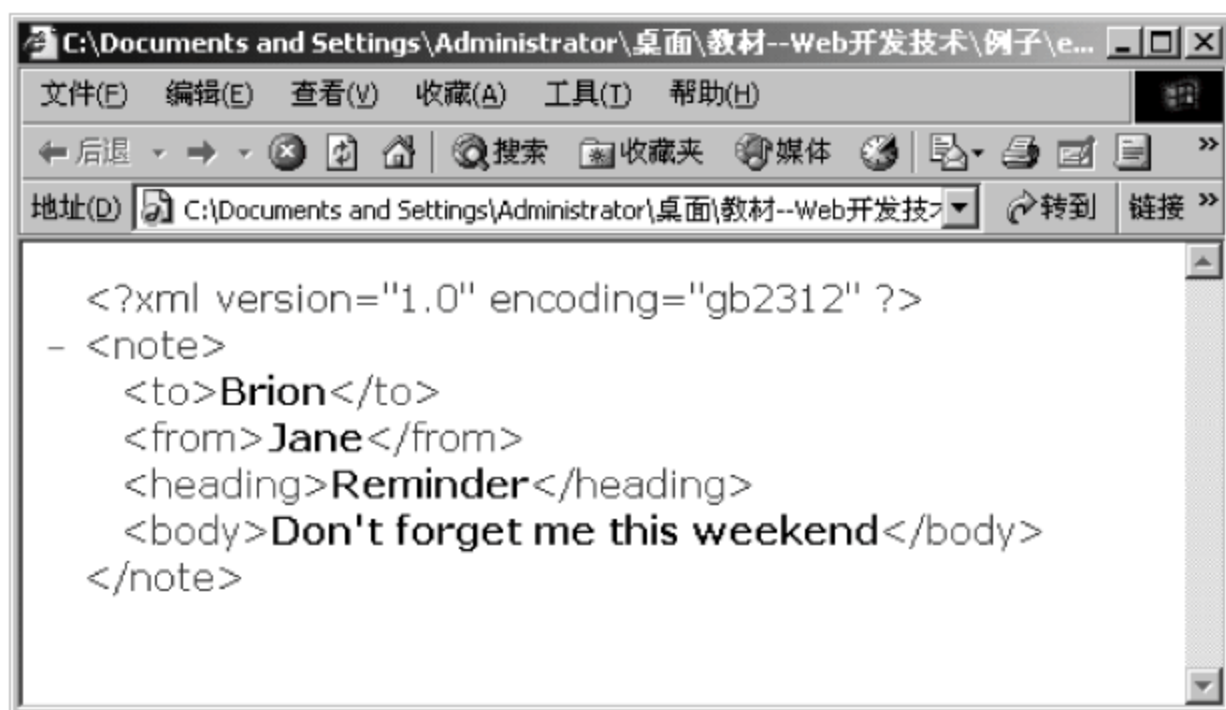 C:\Documents and Settings\Administrator\桌面\教材--Web开发技术\例子\e...
文件(F) 编辑(E) 查看(V) 收藏(A) 工具(T) 帮助(H)
后退 搜索 收藏夹 媒体 »
地址(D) C:\Documents and Settings\Administrator\桌面\教材--Web开发技 转到 链接 »
<?xml version="1.0" encoding="gb2312" ?>
- <note>
<to>Brion</to>
<from>Jane</from>
<heading>Reminder</heading>
<body>Don't forget me this weekend</body>
</note>